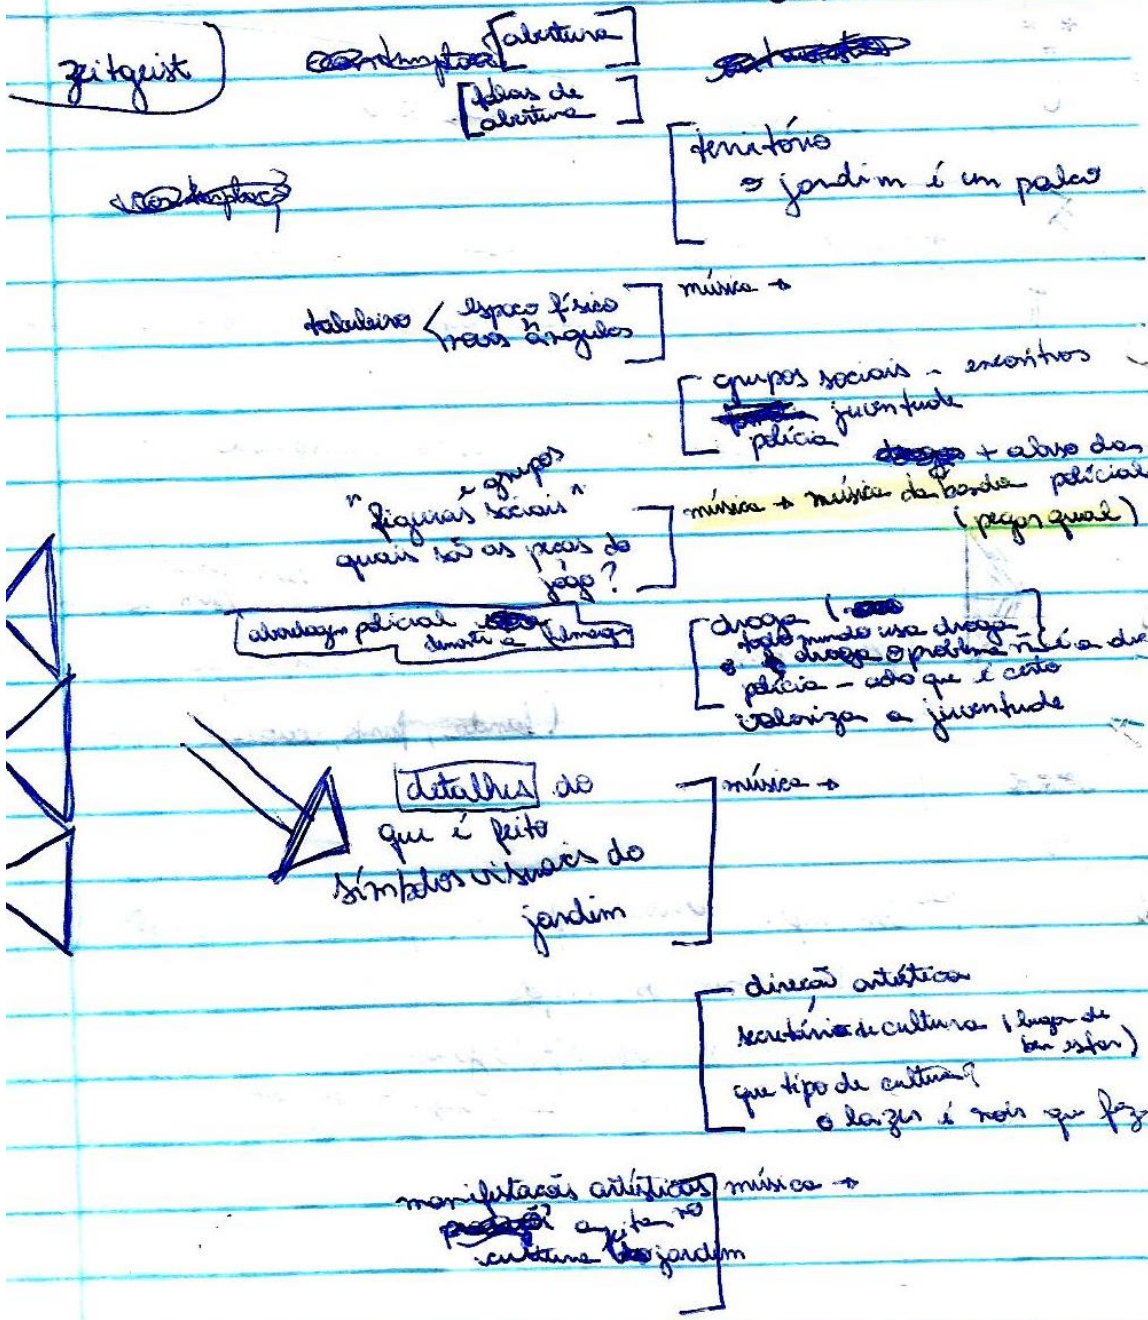 zeitgeist
[abertura]
[falas de
abertura]
território
o jardim é um palco
tabuleiro < espaço físico
novos ângulos
música →
grupos sociais - encontros
juventude
polícia
+ abuso das
e grupos
"figuras sociais"
quais são as peças do
jogo?
música → música da banda policial
(pegar qual)
abordagem policial
durante a filmagem
droga (
todo mundo usa droga
o droga o problema não é a
polícia - acho que é certo
valoriza a juventude
detalhes do
que é feito
símbolos visuais do
jardim
música →
direção artística
secretário de cultura (lugar de
bem estar)
que tipo de cultura?
o lazer é nois que faz
manifestações artísticas
cultura do jardim
música →